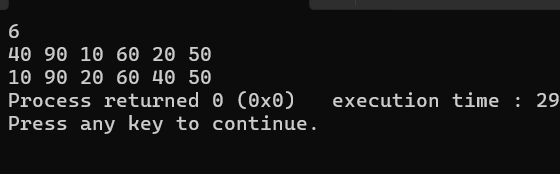 6
40 90 10 60 20 50
10 90 20 60 40 50
Process returned 0 (0x0)   execution time : 29
Press any key to continue.